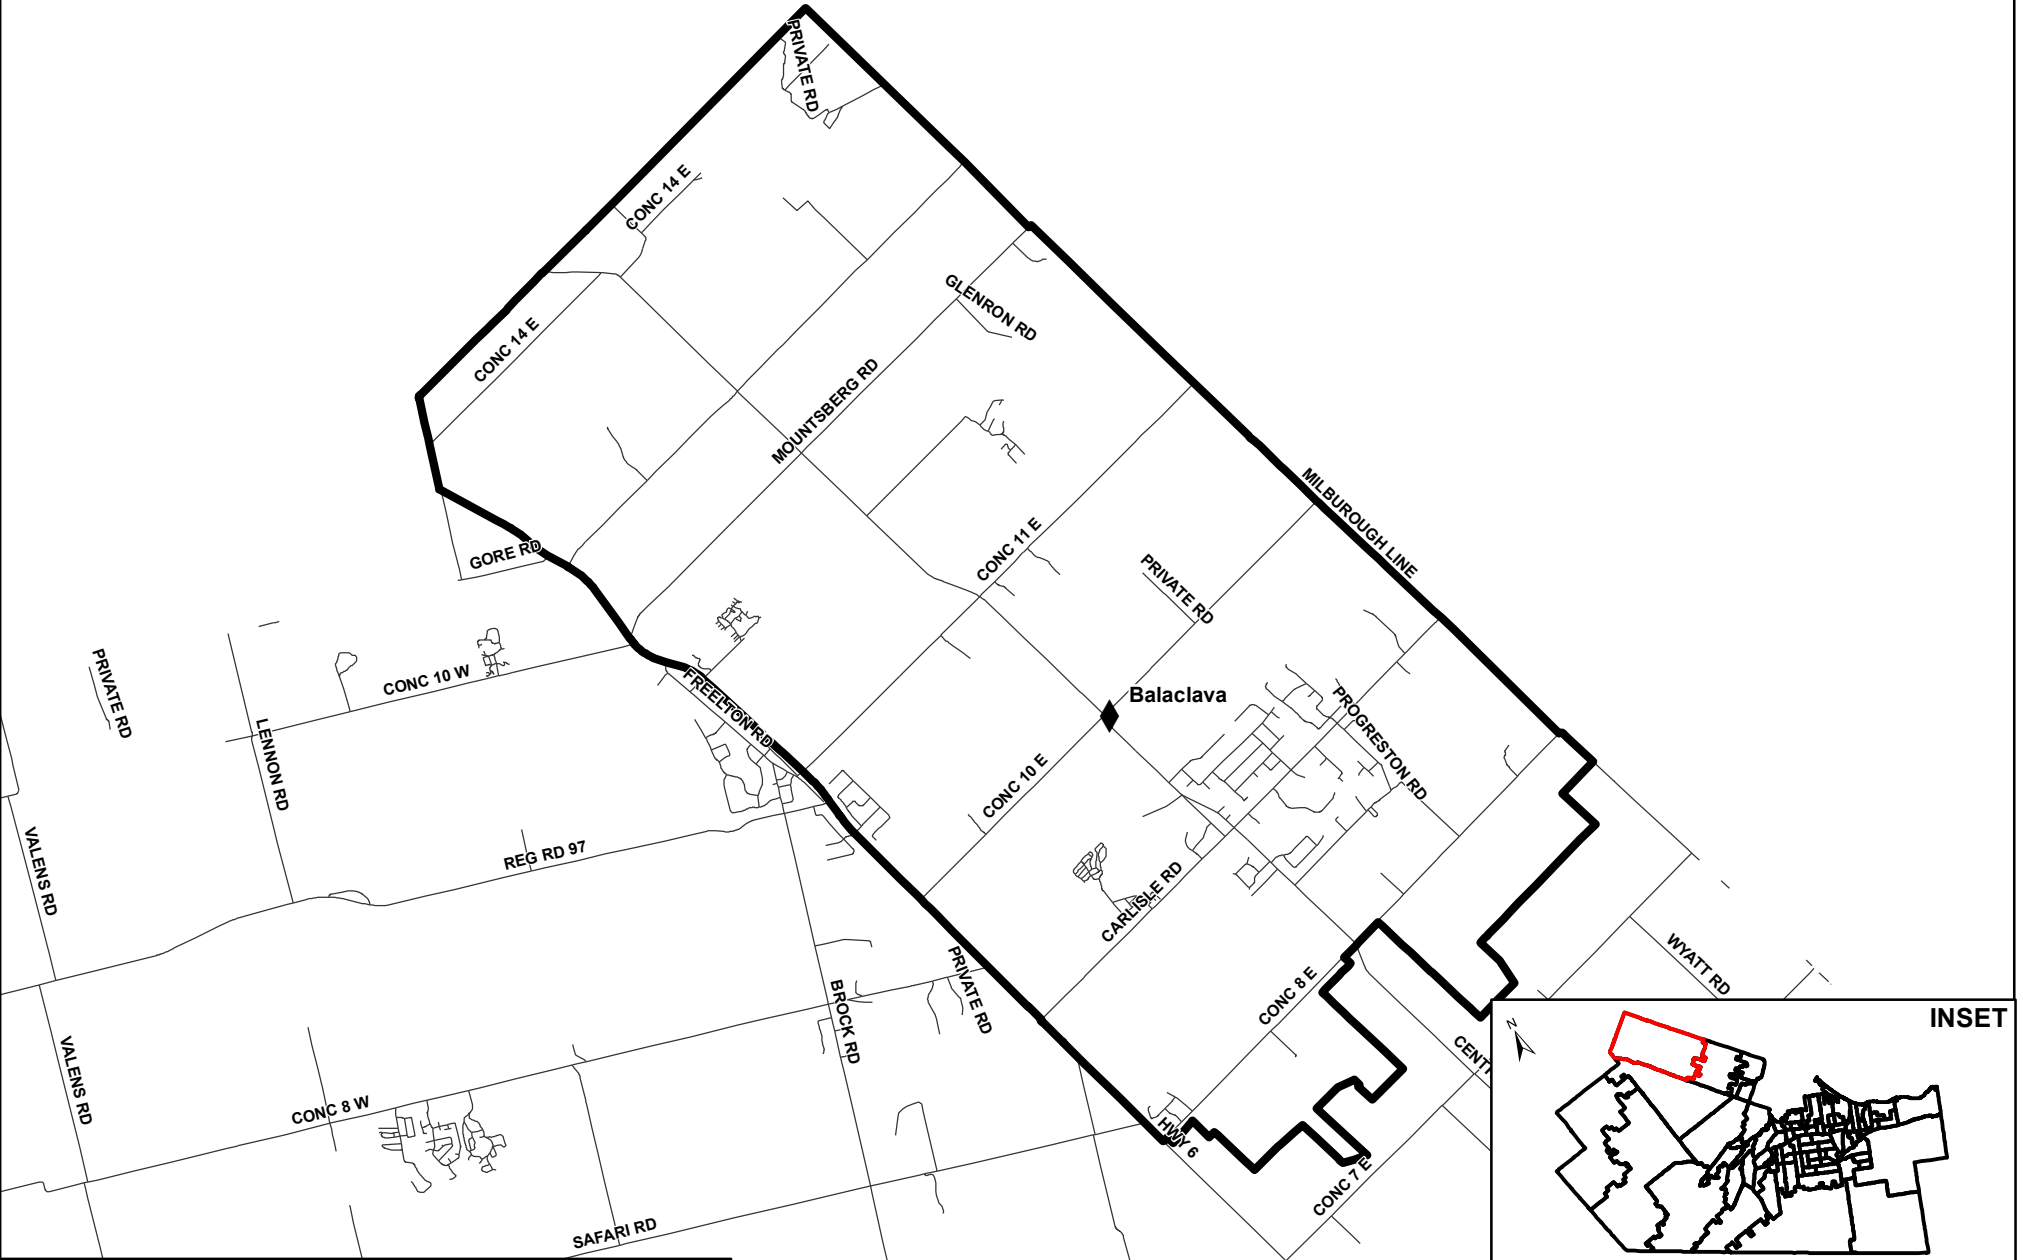 PRIVATE RD
CONC 14 E
GLENRON RD
CONC 14 E
MOUNTSBERG RD
MILBUROUGH LINE
CONC 11 E
GORE RD
PRIVATE RD
PRIVATE RD
CONC 10 W
Balaclava
FREELTON RD
PROGRESTON RD
LENNON RD
CONC 10 E
VALENS RD
REG RD 97
CARLISLE RD
WYATT RD
PRIVATE RD
CONC 8 E
BROCK RD
INSET
N
VALENS RD
CENT
CONC 8 W
HWY 6
CONC 7 E
SAFARI RD